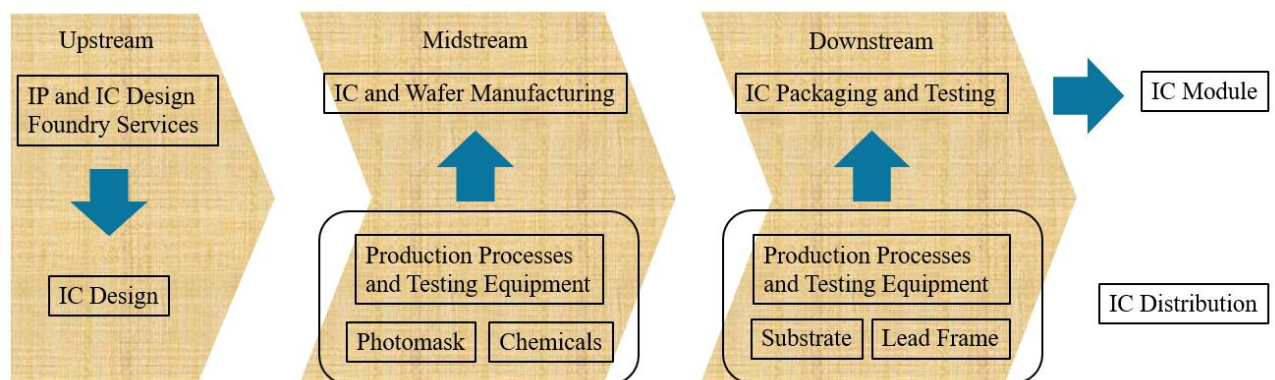 Upstream
IP and IC Design
Foundry Services
IC Design
Midstream
IC and Wafer Manufacturing
Production Processes
and Testing Equipment
Photomask
Chemicals
Downstream
IC Packaging and Testing
Production Processes
and Testing Equipment
Substrate
Lead Frame
IC Module
IC Distribution